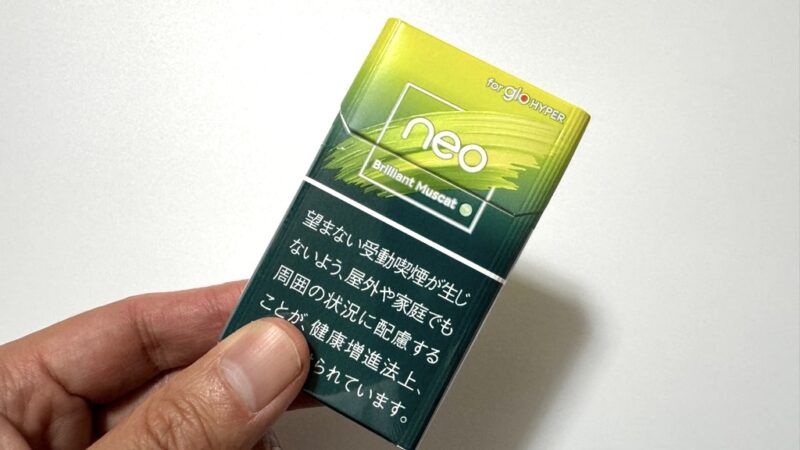 for glo HYPER
neo
Brilliant Muscat
望まない受動喫煙が生じ
ないよう、屋外や家庭でも
周囲の状況に配慮する
ことが、健康増進法上、
られています。